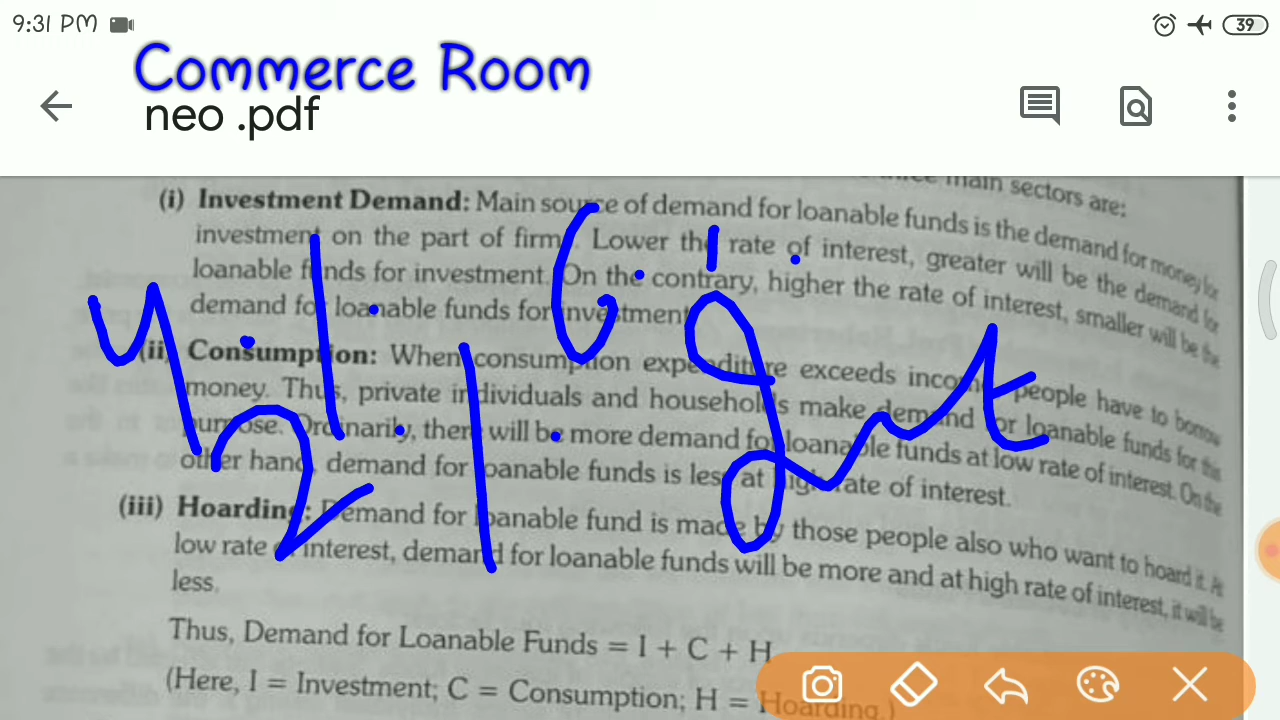 9:31 PM
39
Commerce Room
neo .pdf
main sectors are:
(i) Investment Demand: Main source of demand for loanable funds is the demand for money for
investment on the part of firm. Lower the rate of interest, greater will be the demand for
loanable funds for investment. On the contrary, higher the rate of interest, smaller will be the
demand for loanable funds for investment
(ii) Consumption: When consumption expenditure exceeds income people have to borrow
money. Thus, private individuals and households make demand for loanable funds for this
purpose. Ordinarily, there will be more demand for loanable funds at low rate of interest. On the
other hand, demand for loanable funds is less at high rate of interest.
(iii) Hoarding: Demand for loanable fund is made by those people also who want to hoard it. At
low rate of interest, demand for loanable funds will be more and at high rate of interest, it will be
less.
Thus, Demand for Loanable Funds = I + C + H
(Here, I = Investment; C = Consumption; H = Hoarding.)